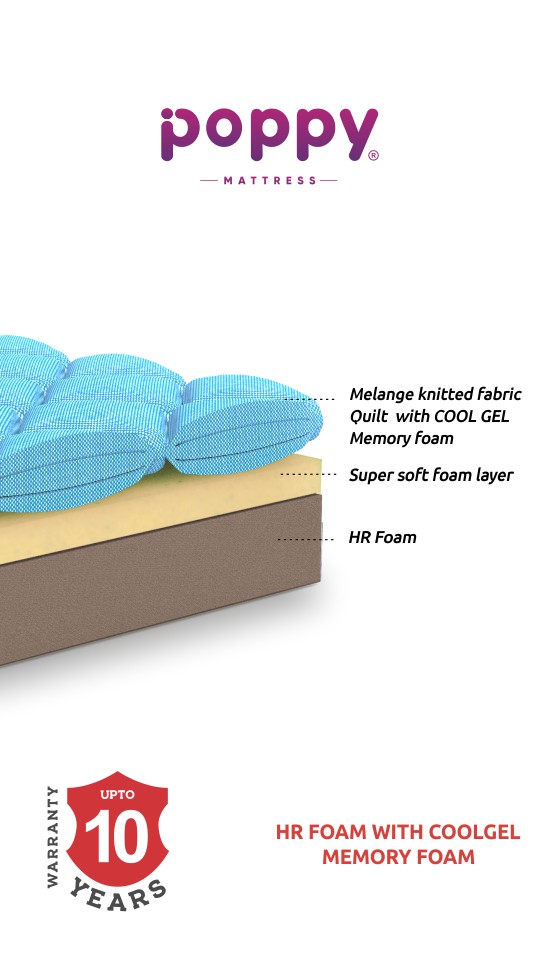 poppy®
MATTRESS
Melange knitted fabric
Quilt with COOL GEL
Memory foam
Super soft foam layer
HR Foam
WARRANTY
UPTO
10
YEARS
HR FOAM WITH COOLGEL
MEMORY FOAM